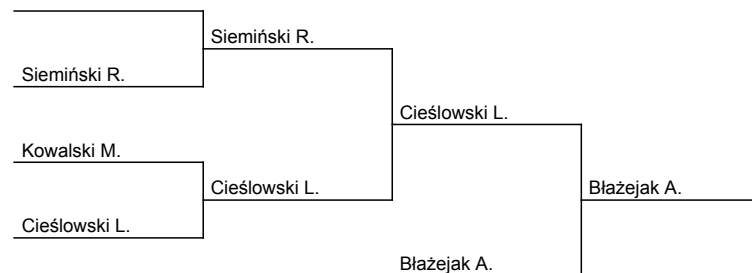 Siemiński R.
Siemiński R.
Cieślowski L.
Kowalski M.
Cieślowski L.
Błażejak A.
Cieślowski L.
Błażejak A.